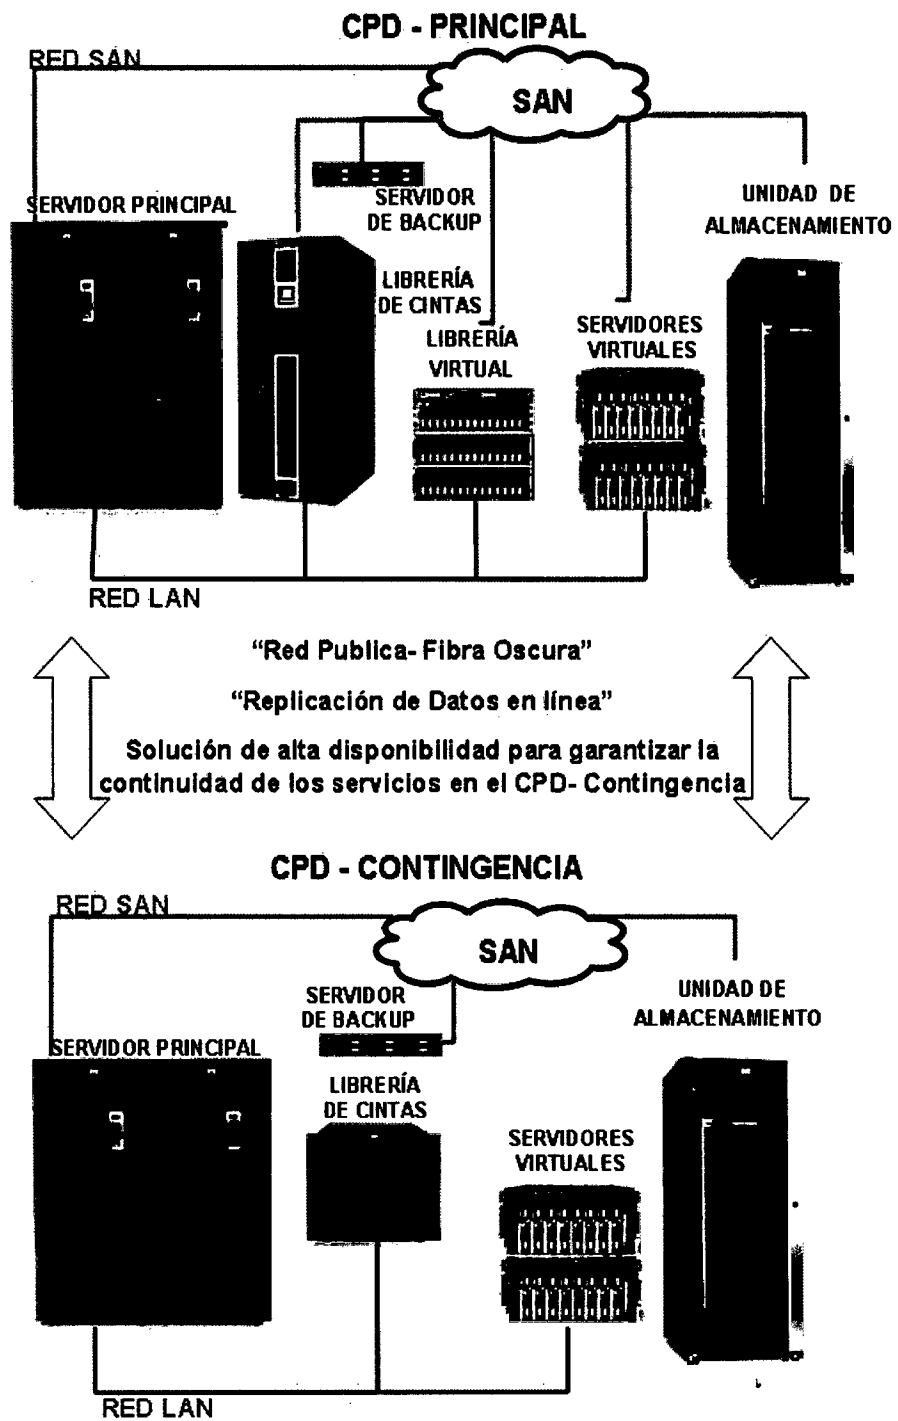 CPD - PRINCIPAL
RED SAN
SAN
SERVIDOR PRINCIPAL
SERVIDOR
DE BACKUP
UNIDAD DE
ALMACENAMIENTO
LIBRERÍA
DE CINTAS
LIBRERÍA
VIRTUAL
SERVIDORES
VIRTUALES
RED LAN
“Red Publica- Fibra Oscura”
“Replicación de Datos en línea”
Solución de alta disponibilidad para garantizar la
continuidad de los servicios en el CPD- Contingencia
CPD - CONTINGENCIA
RED SAN
SAN
SERVIDOR
DE BACKUP
UNIDAD DE
ALMACENAMIENTO
SERVIDOR PRINCIPAL
LIBRERÍA
DE CINTAS
SERVIDORES
VIRTUALES
RED LAN